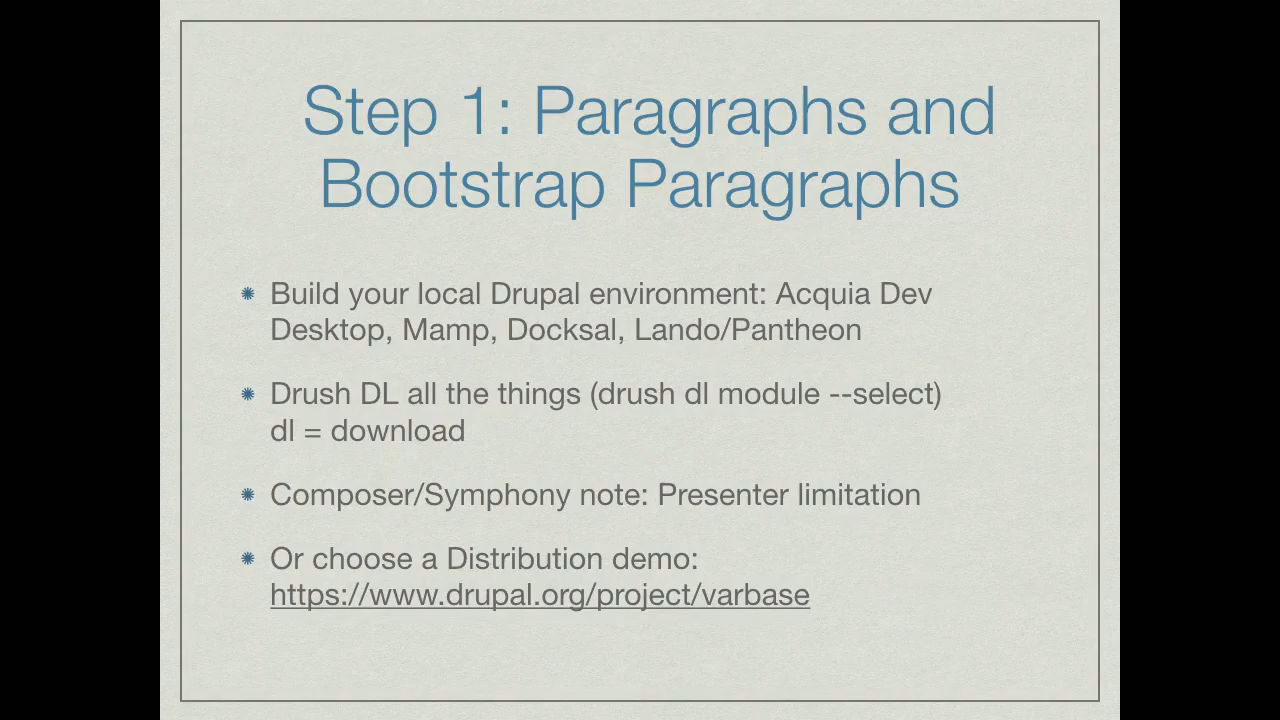 Step 1: Paragraphs and
Bootstrap Paragraphs
Build your local Drupal environment: Acquia Dev
Desktop, Mamp, Docksal, Lando/Pantheon
Drush DL all the things (drush dl module --select)
dl = download
Composer/Symphony note: Presenter limitation
Or choose a Distribution demo:
https://www.drupal.org/project/varbase